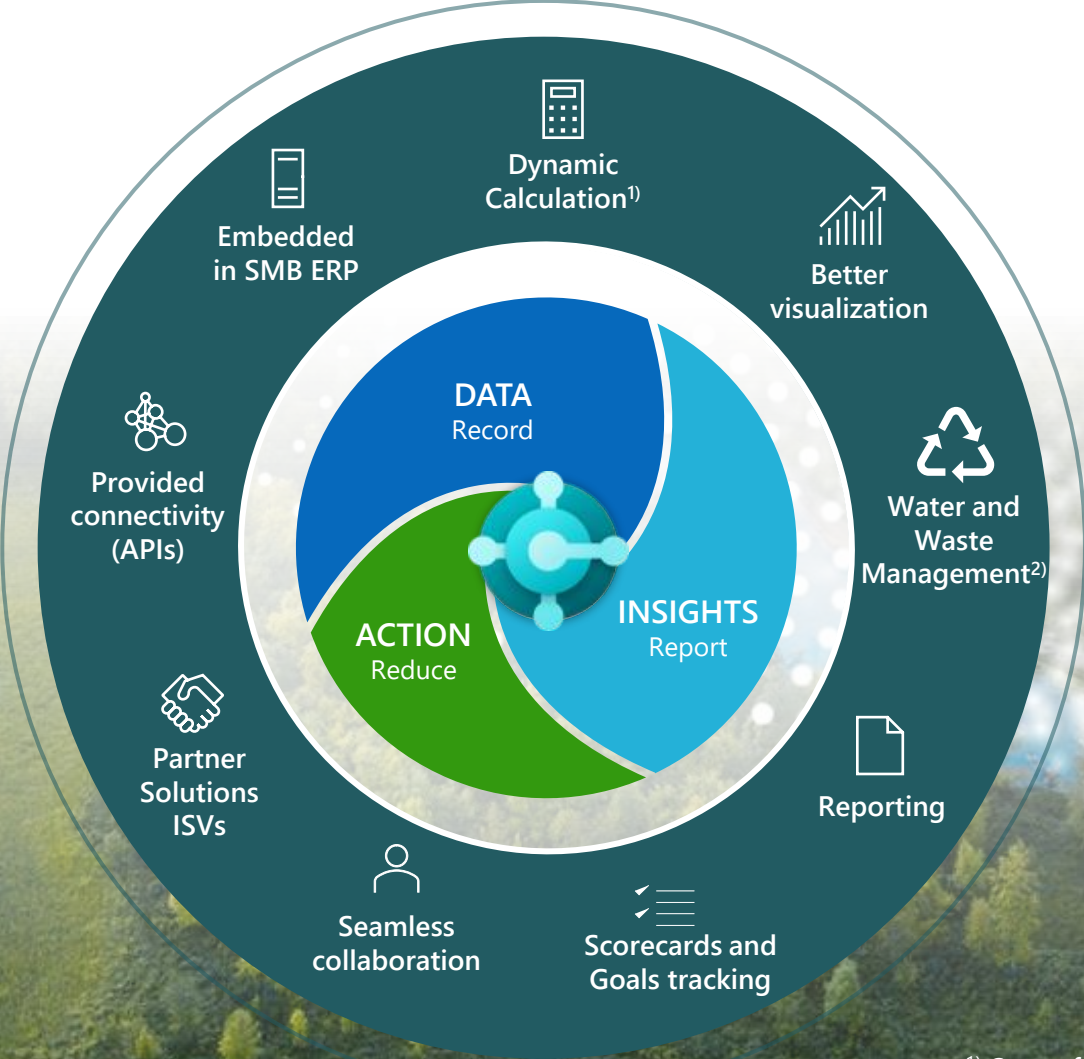 Dynamic
Calculation1)
Better
visualization
Water and
Waste
Management2)
Reporting
Scorecards and
Goals tracking
Seamless
collaboration
Partner
Solutions
ISVs
Provided
connectivity
(APIs)
Embedded
in SMB ERP
DATA
Record
INSIGHTS
Report
ACTION
Reduce